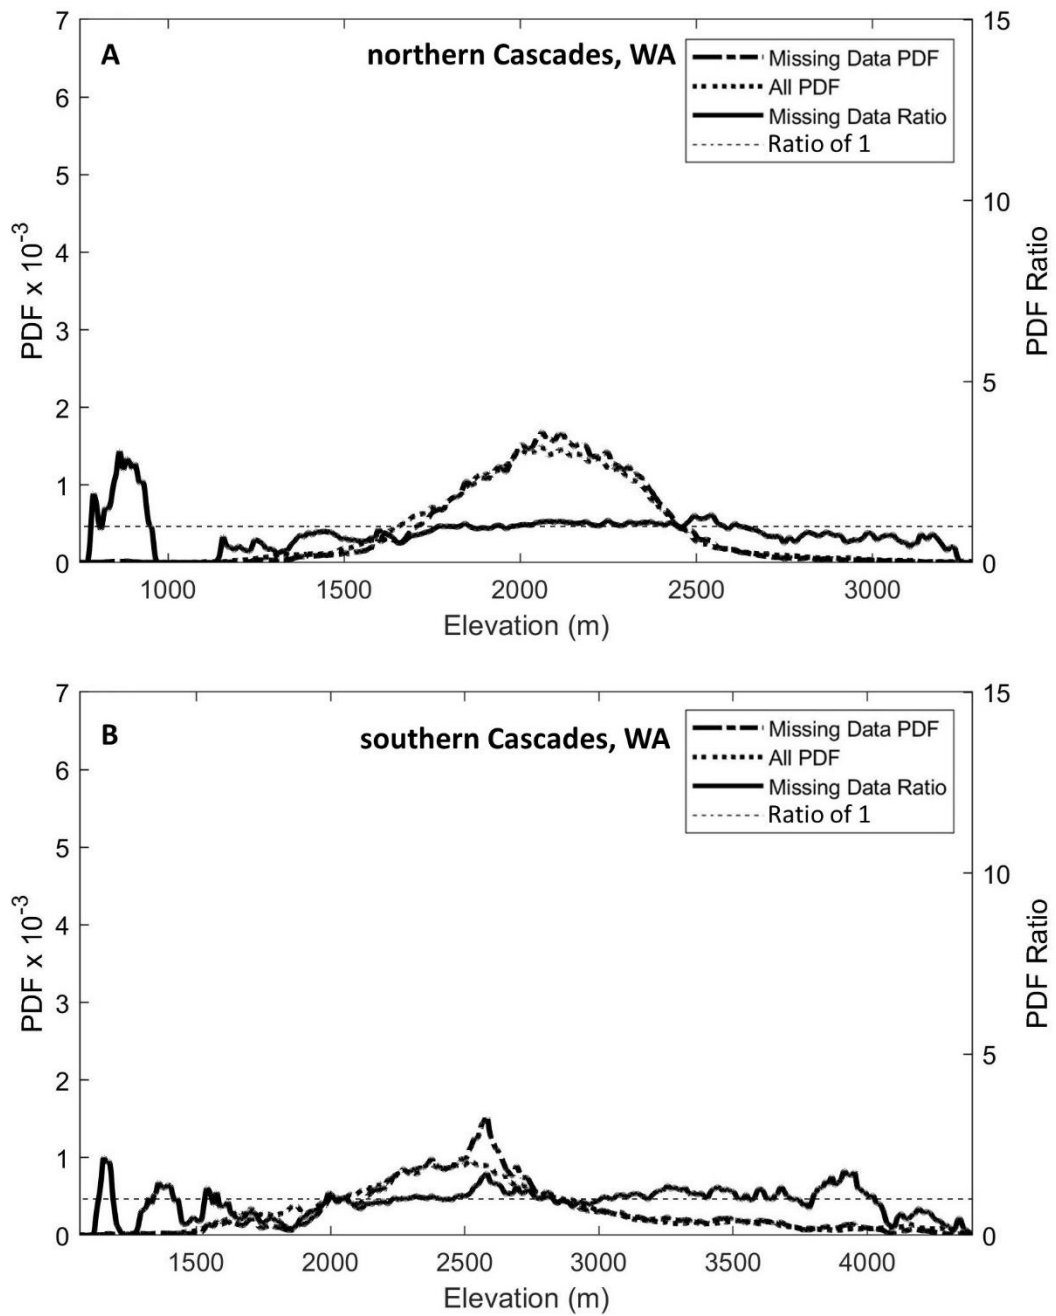 A
northern Cascades, WA
Missing Data PDF
All PDF
Missing Data Ratio
Ratio of 1
7
6
5
4
3
2
1
0
PDF x 10⁻³
15
10
5
0
PDF Ratio
1000 1500 2000 2500 3000
Elevation (m)
B
southern Cascades, WA
Missing Data PDF
All PDF
Missing Data Ratio
Ratio of 1
7
6
5
4
3
2
1
0
PDF x 10⁻³
15
10
5
0
PDF Ratio
1500 2000 2500 3000 3500 4000
Elevation (m)